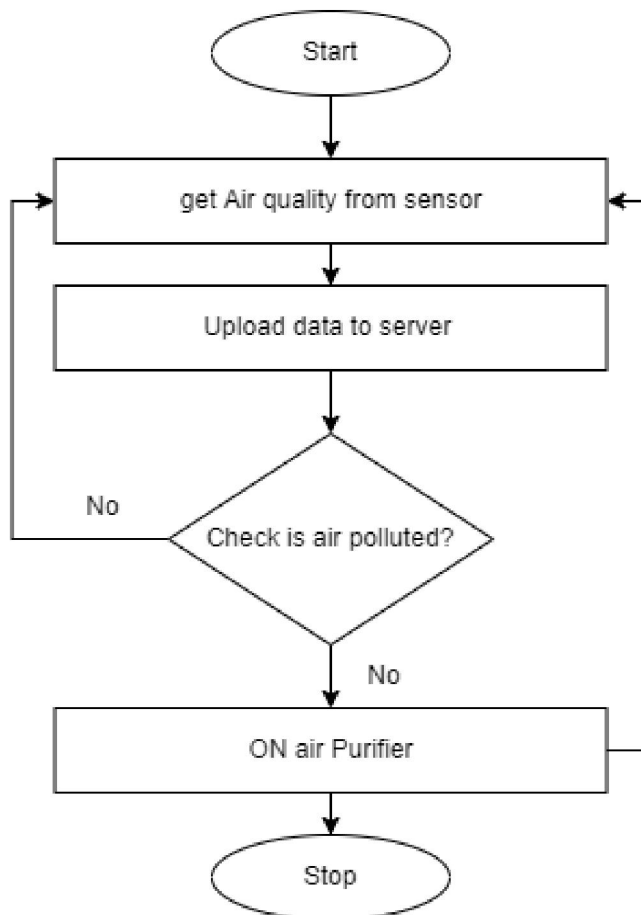 Start
get Air quality from sensor
Upload data to server
No
Check is air polluted?
No
ON air Purifier
Stop